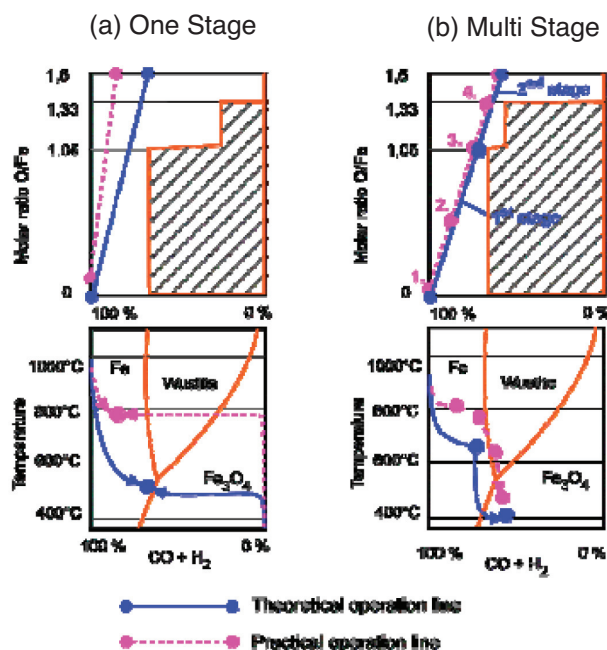 (a) One Stage
(b) Multi Stage
Molar ratio O/Fe
1,5
1,33
1,05
0
100 %
0 %
Molar ratio O/Fe
1,5
1,33
1,05
0
100 %
0 %
4.
3.
2.
1.
2nd stage
1st stage
Temperature
1000°C
800°C
600°C
400°C
Fe
Wustite
Fe3O4
100 %
0 %
CO + H2
Temperature
1000°C
800°C
600°C
400°C
Fe
Wustite
Fe3O4
100 %
0 %
CO + H2
Theoretical operation line
Practical operation line